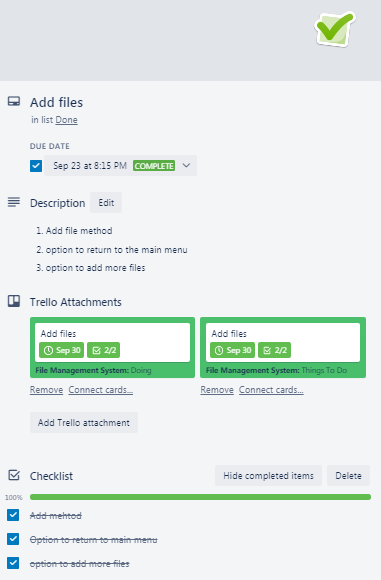 Add files
in list Done
DUE DATE
Sep 23 at 8:15 PM COMPLETE
Description Edit
1. Add file method
2. option to return to the main menu
3. option to add more files
Trello Attachments
Add files
Sep 30 2/2
File Management System: Doing
Remove Connect cards...
Add files
Sep 30 2/2
File Management System: Things To Do
Remove Connect cards...
Add Trello attachment
Checklist Hide completed items Delete
100%
Add mehtod
Option to return to main menu
option to add more files